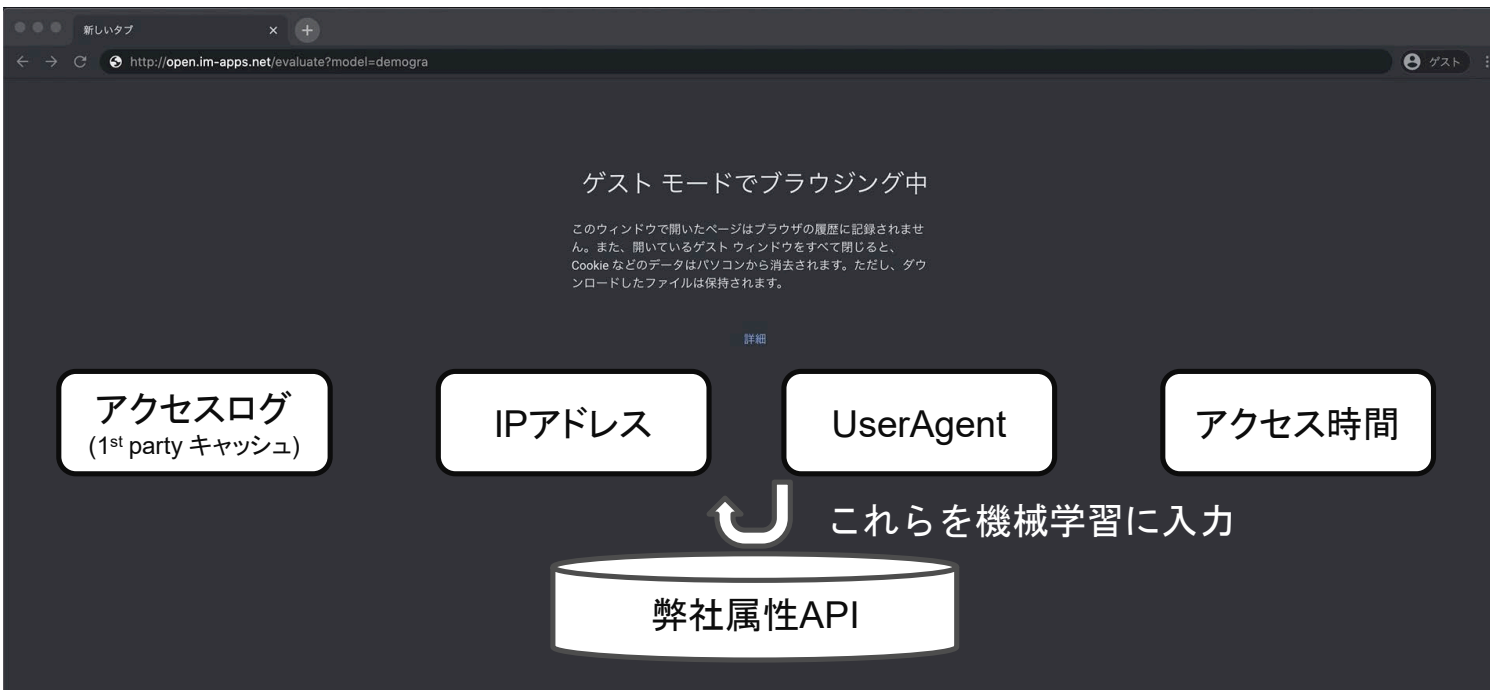 新しいタブ
http://open.im-apps.net/evaluate?model=demogra
ゲスト
ゲスト モードでブラウジング中
このウィンドウで開いたページはブラウザの履歴に記録されませ
ん。また、開いているゲスト ウィンドウをすべて閉じると、
Cookie などのデータはパソコンから消去されます。ただし、ダウ
ンロードしたファイルは保持されます。
詳細
アクセスログ
(1st party キャッシュ)
IPアドレス
UserAgent
アクセス時間
これらを機械学習に入力
弊社属性API